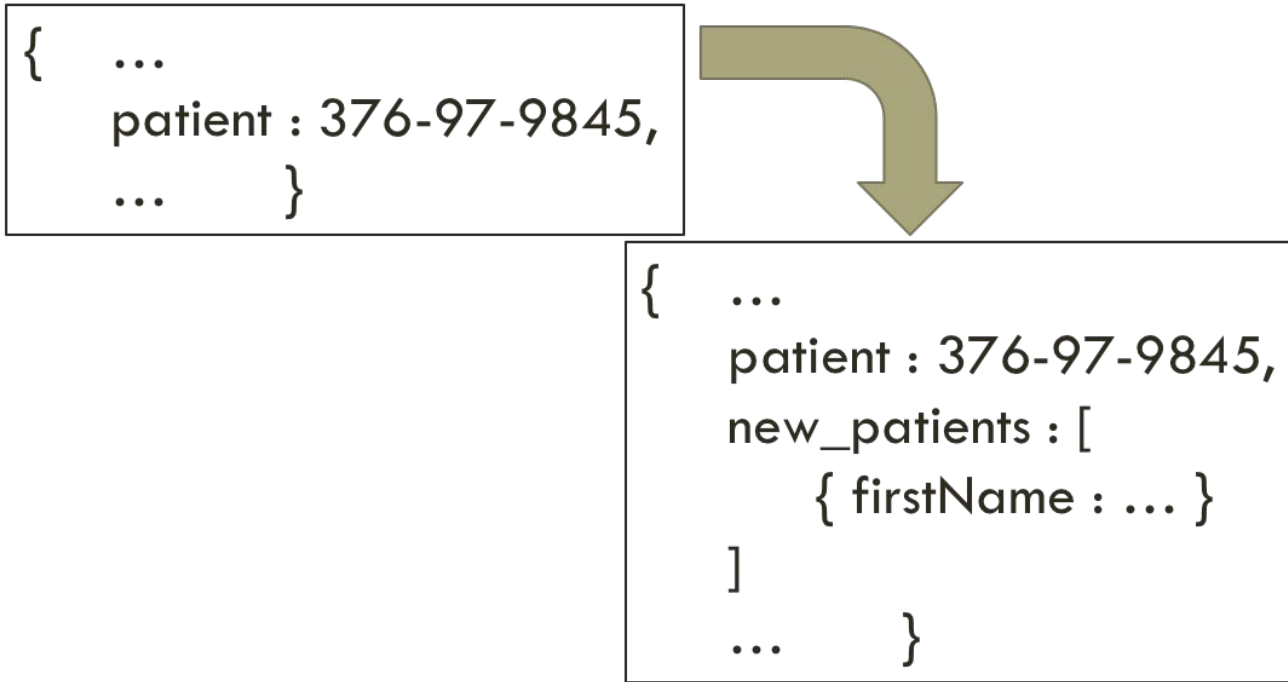 { …
patient : 376-97-9845,
… }
{ …
patient : 376-97-9845,
new_patients : [
{ firstName : … }
]
… }